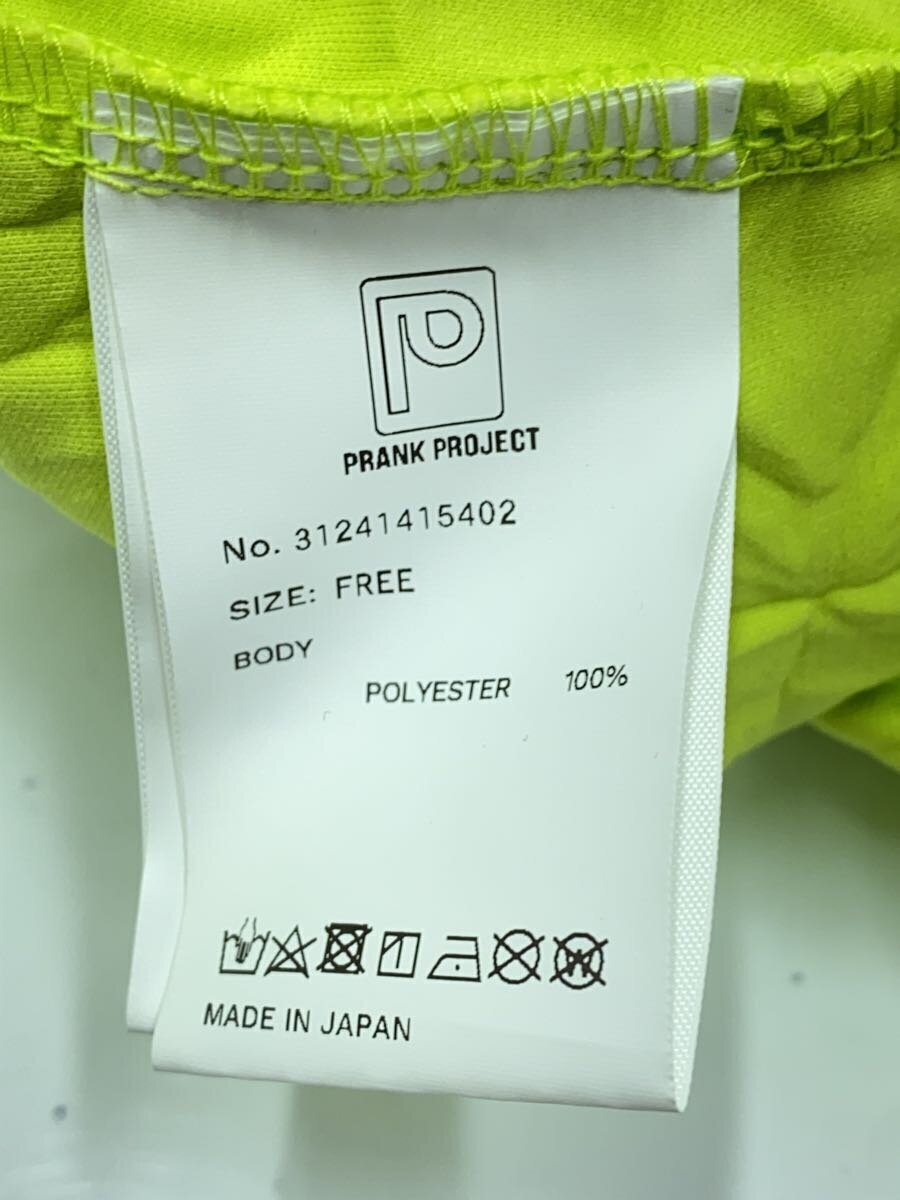 PRANK PROJECT
No. 31241415402
SIZE: FREE
BODY
POLYESTER 100%
MADE IN JAPAN